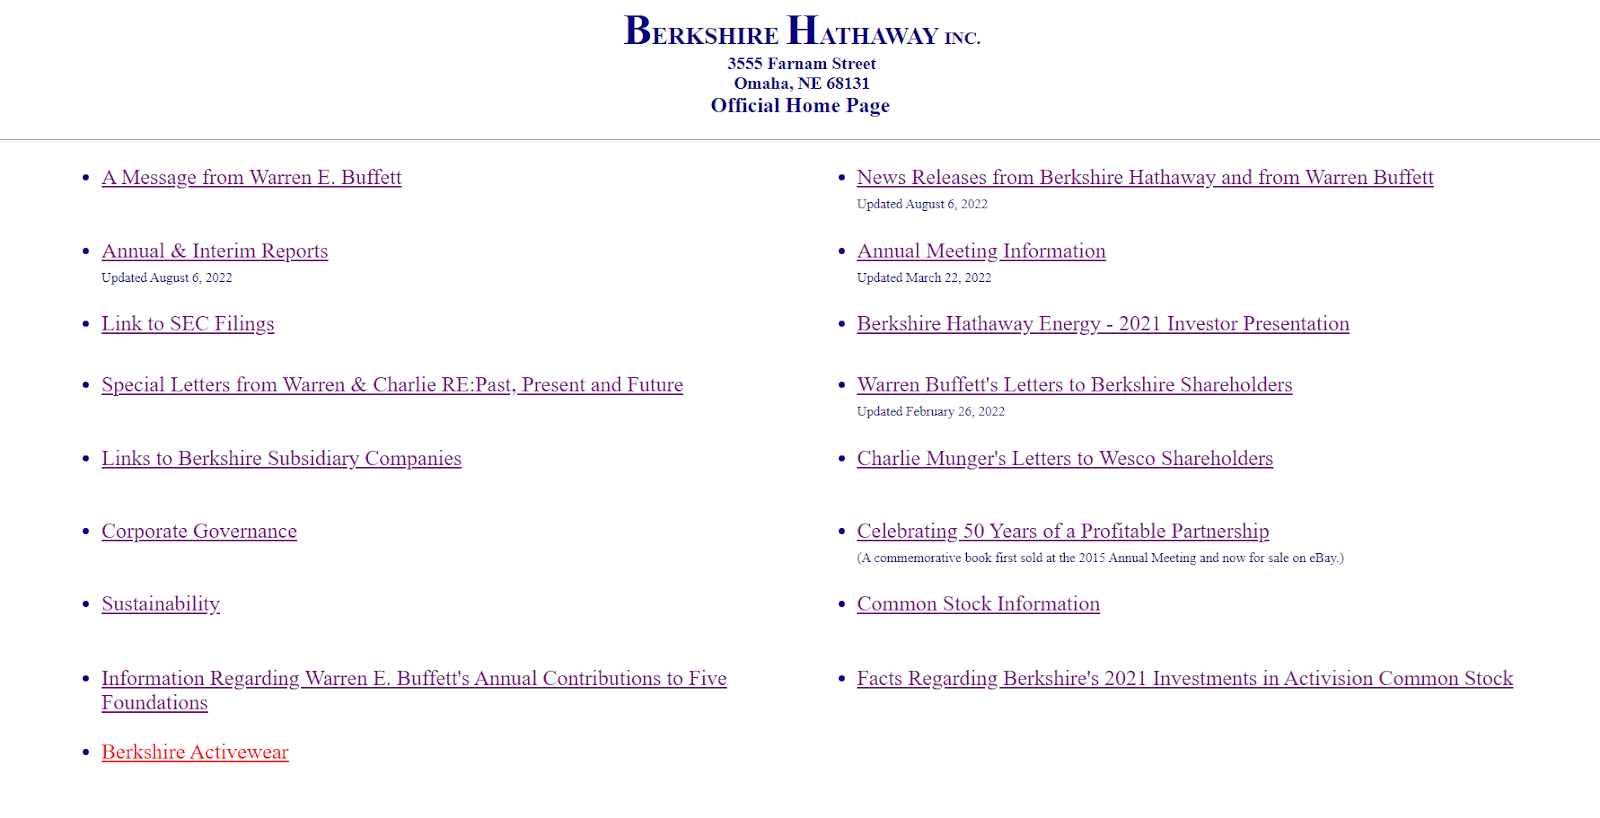 BERKSHIRE HATHAWAY INC.
3555 Farnam Street
Omaha, NE 68131
Official Home Page
A Message from Warren E. Buffett
News Releases from Berkshire Hathaway and from Warren Buffett
Updated August 6, 2022
Annual & Interim Reports
Updated August 6, 2022
Annual Meeting Information
Updated March 22, 2022
Link to SEC Filings
Berkshire Hathaway Energy - 2021 Investor Presentation
Special Letters from Warren & Charlie RE:Past, Present and Future
Warren Buffett's Letters to Berkshire Shareholders
Updated February 26, 2022
Links to Berkshire Subsidiary Companies
Charlie Munger's Letters to Wesco Shareholders
Corporate Governance
Celebrating 50 Years of a Profitable Partnership
(A commemorative book first sold at the 2015 Annual Meeting and now for sale on eBay.)
Sustainability
Common Stock Information
Information Regarding Warren E. Buffett's Annual Contributions to Five
Foundations
Facts Regarding Berkshire's 2021 Investments in Activision Common Stock
Berkshire Activewear